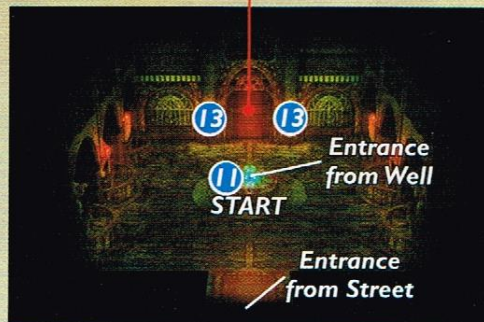 13 13
Entrance
from Well
11
START
Entrance
from Street